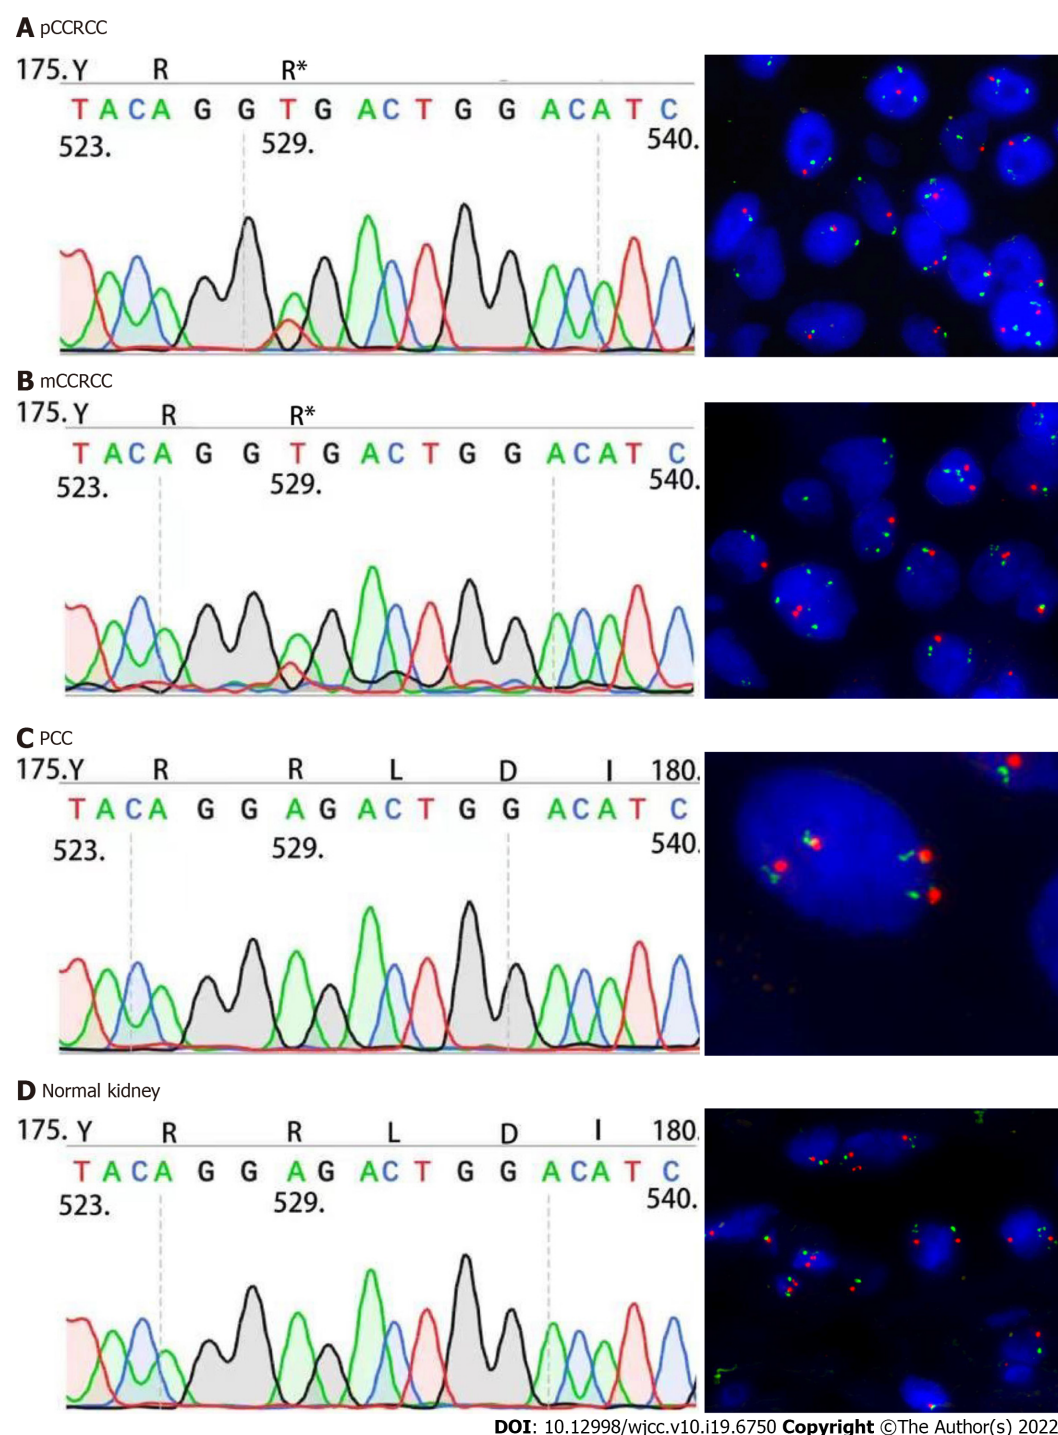 A pCCRCC
175. Y R R*
T A C A G G T G A C T G G A C A T C
523. 529. 540.
B mCCRCC
175. Y R R*
T A C A G G T G A C T G G A C A T C
523. 529. 540.
C PCC
175. Y R R L D I 180.
T A C A G G A G A C T G G A C A T C
523. 529. 540.
D Normal kidney
175. Y R R L D I 180.
T A C A G G A G A C T G G A C A T C
523. 529. 540.
DOI: 10.12998/wjcc.v10.i19.6750 Copyright ©The Author(s) 2022